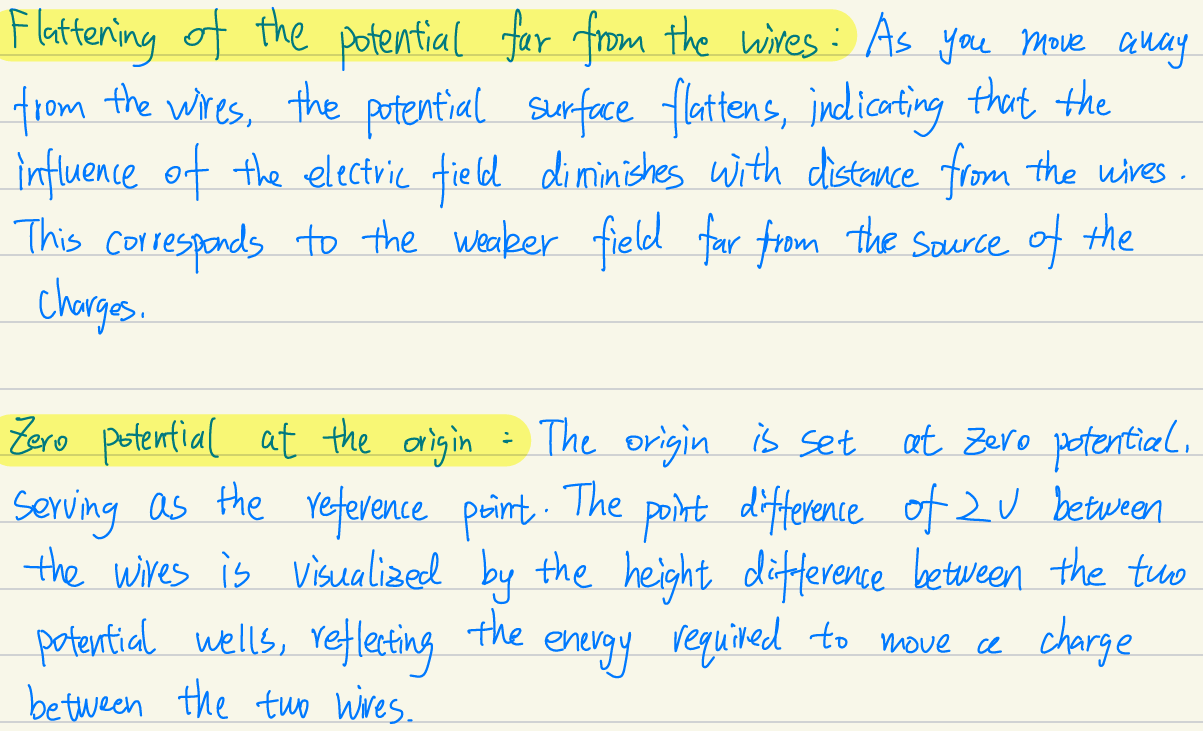 Flattening of the potential far from the wires: As you move away
from the wires, the potential surface flattens, indicating that the
influence of the electric field diminishes with distance from the wires.
This corresponds to the weaker field far from the source of the
Charges.
Zero potential at the origin: The origin is set at zero potential,
serving as the reference point. The point difference of 2 V between
the wires is visualized by the height difference between the two
potential wells, reflecting the energy required to move a charge
between the two wires.